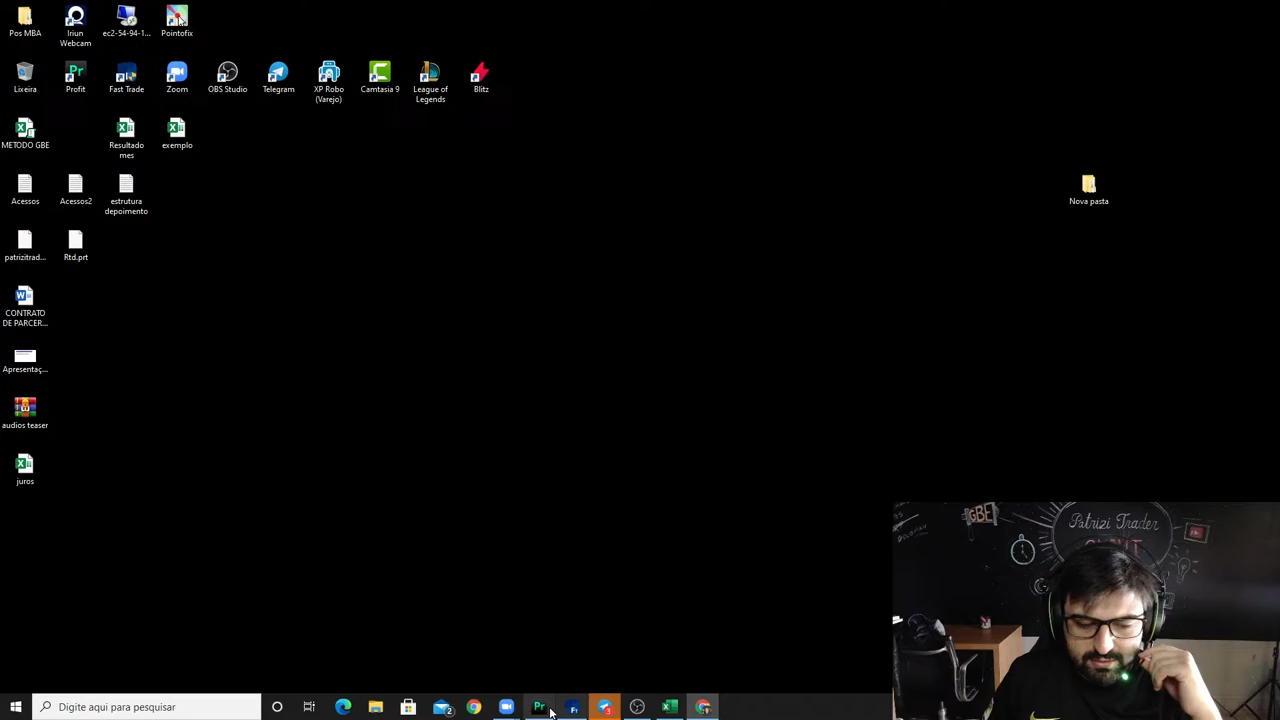 Pos MBA
Iriun
Webcam
ec2-54-94-1...
Pointofix
Lixeira
Profit
Fast Trade
Zoom
OBS Studio
Telegram
XP Robo
(Varejo)
Camtasia 9
League of
Legends
Blitz
METODO GBE
Resultado
mes
exemplo
Acessos
Acessos2
estrutura
depoimento
Nova pasta
patrizitrad...
Rtd.prt
CONTRATO
DE PARCER...
Apresentaç...
audios teaser
juros
GBE
Patrizi Trader
Digite aqui para pesquisar